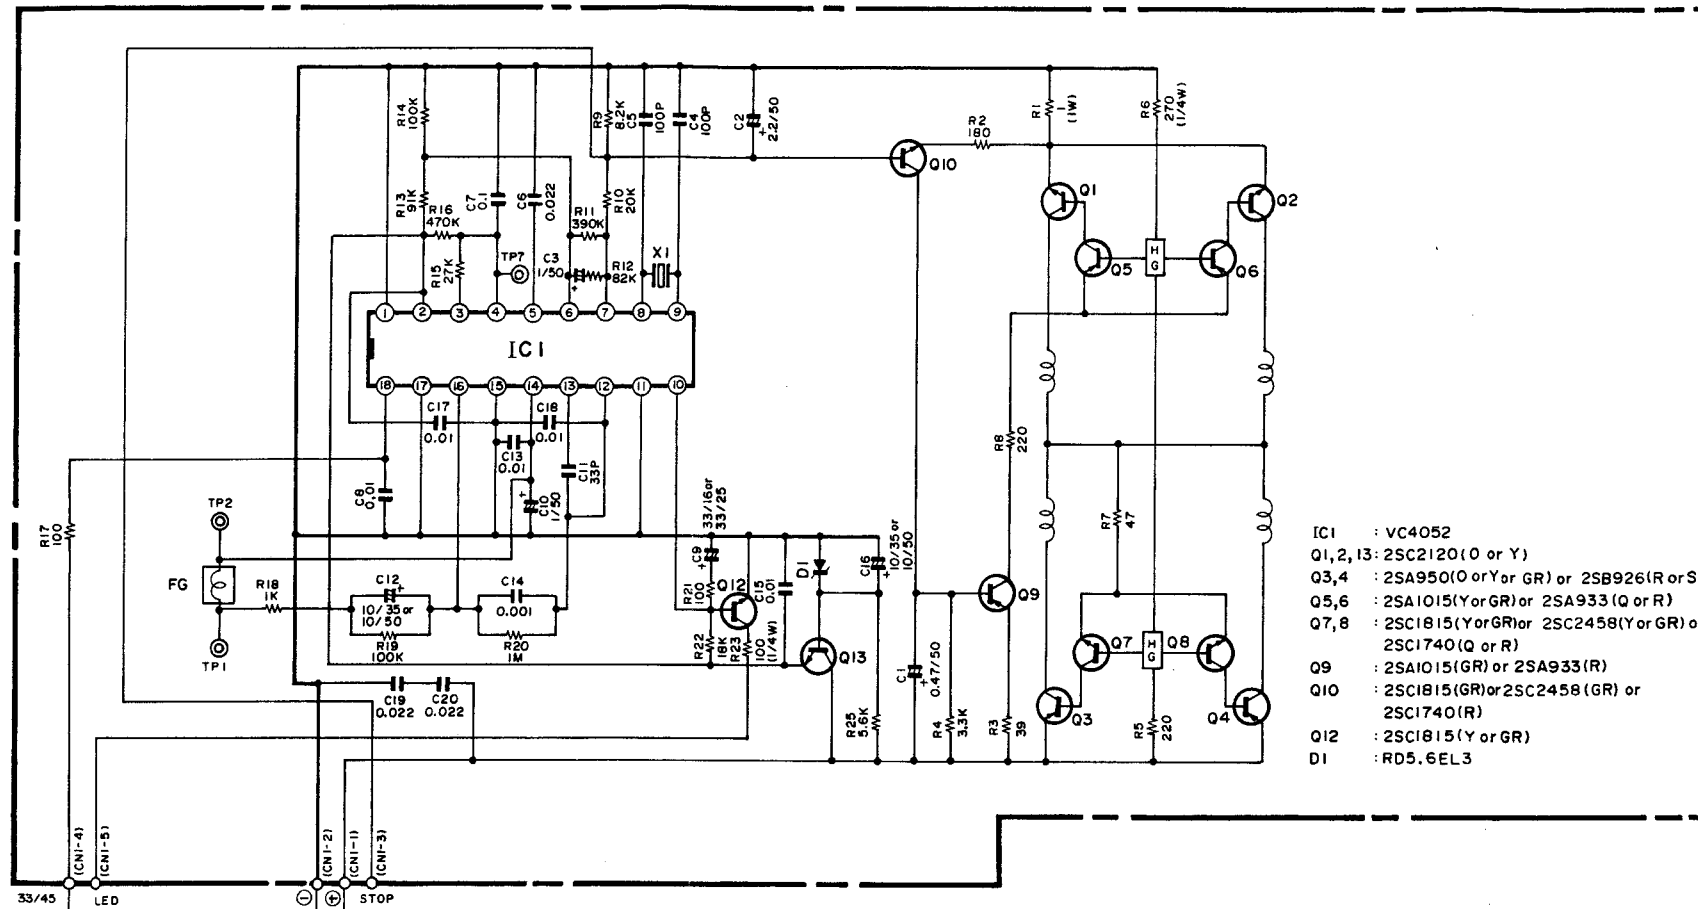 R14
100K
R9
8.2K
C5
100P
C4
100P
C2
2.2/50
+
R1
1
(1W)
R6
270
(1/4W)
R2
180
Q10
R13
91K
R16
470K
C7
0.1
C6
0.022
R11
390K
R10
20K
Q1
Q2
R15
27K
TP7
C3
1/50
+
R12
82K
X1
Q5
H
G
Q6
1 2 3 4 5 6 7 8 9
IC1
18 17 16 15 14 13 12 11 10
C17
0.01
C18
0.01
C13
0.01
C11
33P
R8
220
C8
0.01
+
C10
1/50
33/16or
33/25
10/35or
10/50
R7
47
R17
100
TP2
FG
R18
1K
C12
+
10/35or
10/50
R19
100K
C14
0.001
R20
1M
C9
+
R21
100
Q12
C15
0.01
D1
C16
+
Q9
TP1
R22
18K
R23
100
(1/4W)
Q13
C1
0.47/50
+
Q7
H
G
Q8
C19
0.022
C20
0.022
R25
5.6K
R4
3.3K
R3
39
Q3
R5
220
Q4
IC1 : VC4052
Q1,2,13: 2SC2120(O or Y)
Q3,4 : 2SA950(O or Y or GR) or 2SB926(R or S
Q5,6 : 2SA1015(Y or GR) or 2SA933(Q or R)
Q7,8 : 2SC1815(Y or GR) or 2SC2458(Y or GR) o
2SC1740(Q or R)
Q9 : 2SA1015(GR) or 2SA933(R)
Q10 : 2SC1815(GR) or 2SC2458(GR) or
2SC1740(R)
Q12 : 2SC1815(Y or GR)
D1 : RD5.6EL3
(CN1-4)
(CN1-5)
(CN1-2)
(CN1-1)
(CN1-3)
33/45 LED ⊖ ⊕ STOP